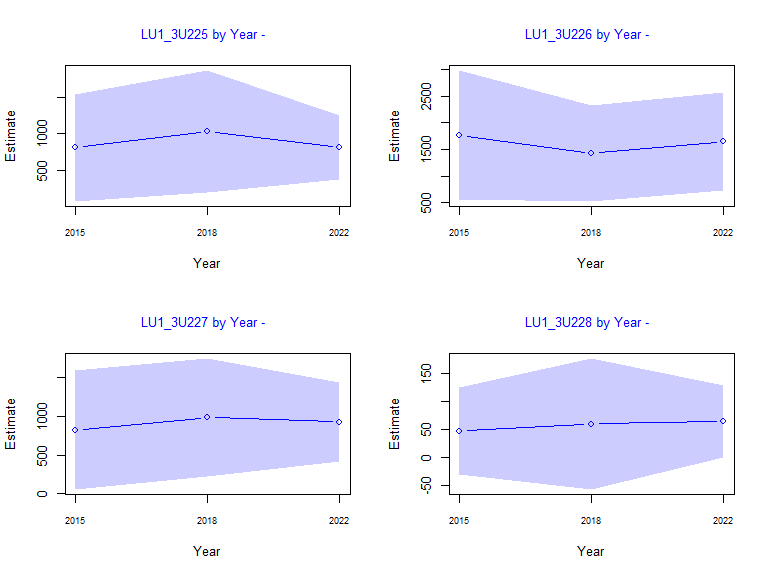 LU1_3U225 by Year -
Estimate
1000
500
2015
2018
2022
Year
LU1_3U226 by Year -
Estimate
2500
1500
500
2015
2018
2022
Year
LU1_3U227 by Year -
Estimate
1000
500
0
2015
2018
2022
Year
LU1_3U228 by Year -
Estimate
150
50
0
-50
2015
2018
2022
Year